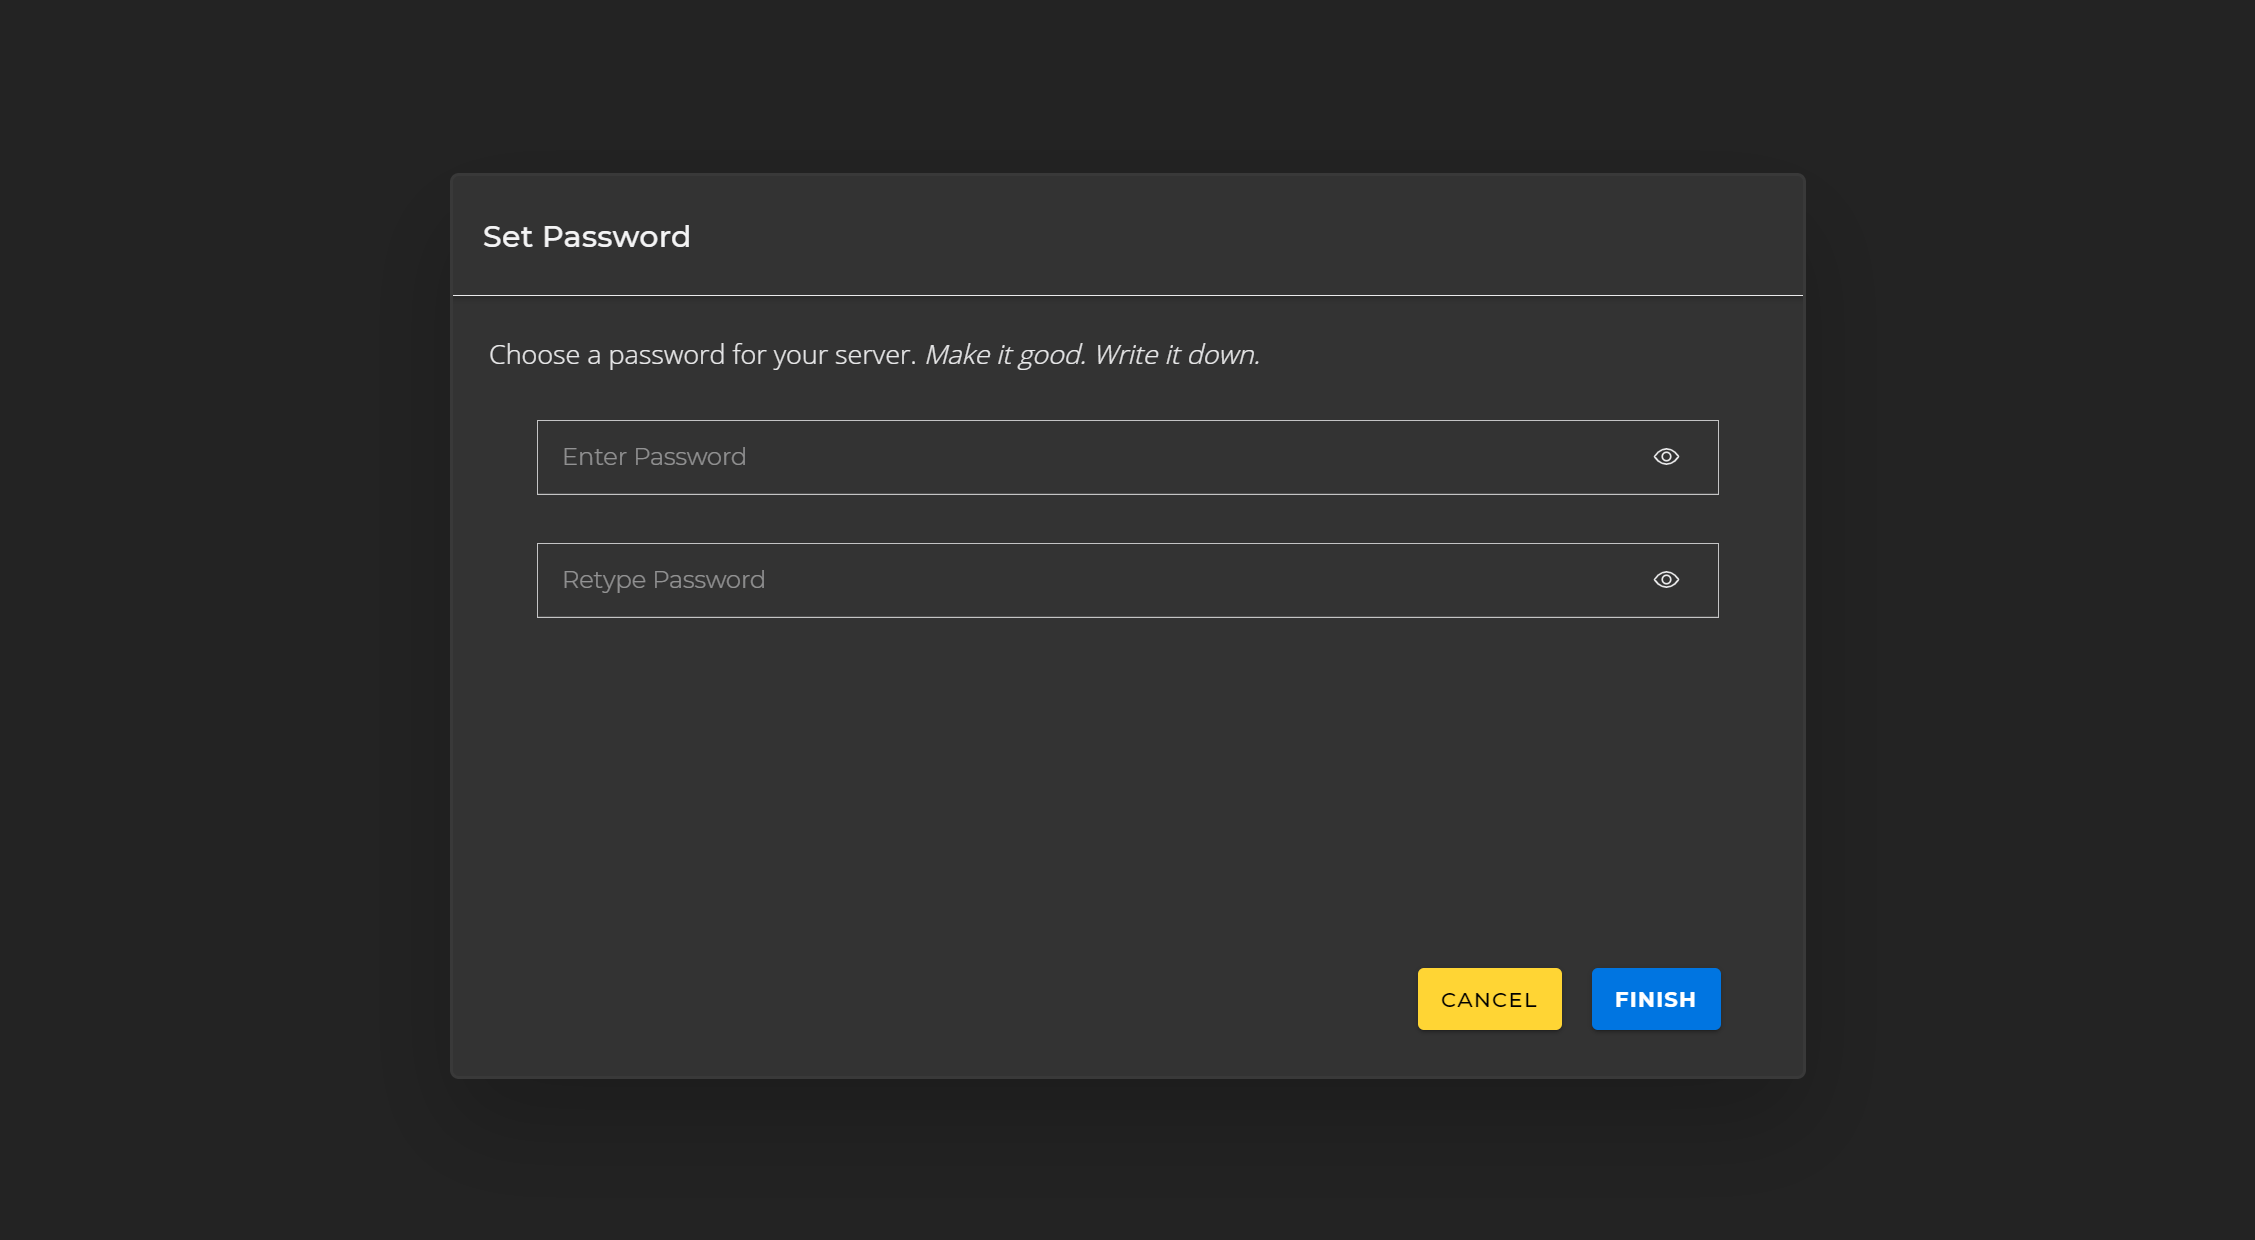 Set Password
Choose a password for your server. Make it good. Write it down.
Enter Password
Retype Password
CANCEL
FINISH